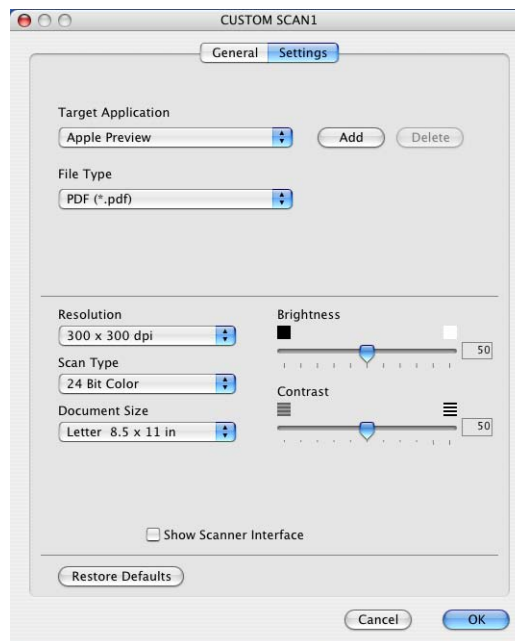 CUSTOM SCAN1
General Settings
Target Application
Apple Preview Add Delete
File Type
PDF (*.pdf)
Resolution
300 x 300 dpi
Scan Type
24 Bit Color
Document Size
Letter 8.5 x 11 in
Brightness
50
Contrast
50
Show Scanner Interface
Restore Defaults
Cancel OK